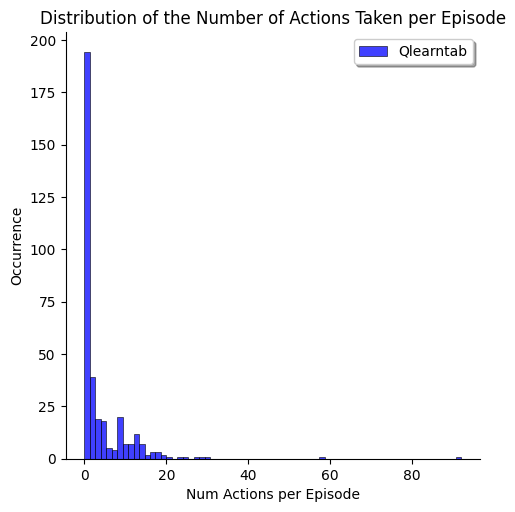 Distribution of the Number of Actions Taken per Episode
Qlearntab
Occurrence
200
175
150
125
100
75
50
25
0
0 20 40 60 80
Num Actions per Episode